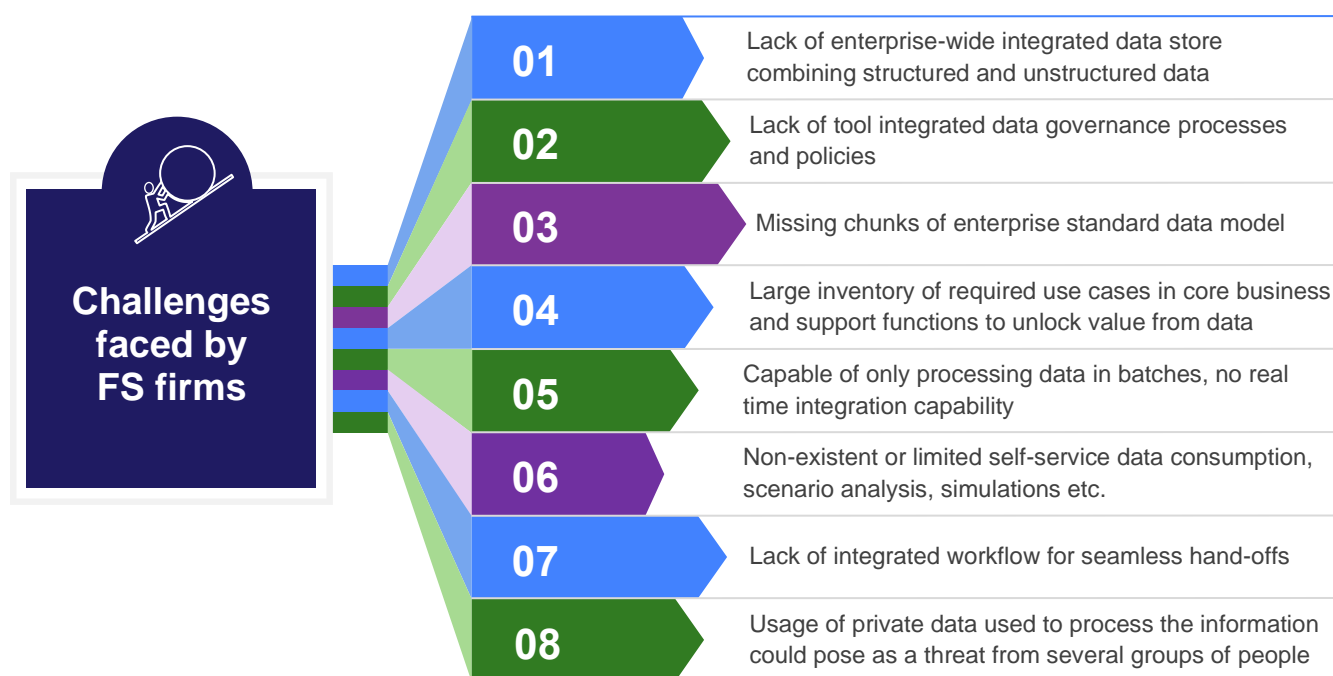 Challenges
faced by
FS firms
01
Lack of enterprise-wide integrated data store
combining structured and unstructured data
02
Lack of tool integrated data governance processes
and policies
03
Missing chunks of enterprise standard data model
04
Large inventory of required use cases in core business
and support functions to unlock value from data
05
Capable of only processing data in batches, no real
time integration capability
06
Non-existent or limited self-service data consumption,
scenario analysis, simulations etc.
07
Lack of integrated workflow for seamless hand-offs
08
Usage of private data used to process the information
could pose as a threat from several groups of people